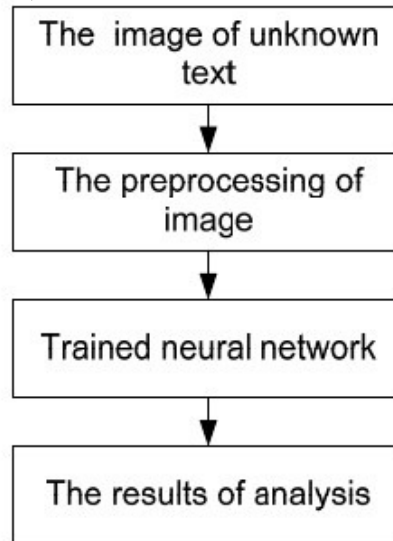 The image of unknown
text
The preprocessing of
image
Trained neural network
The results of analysis